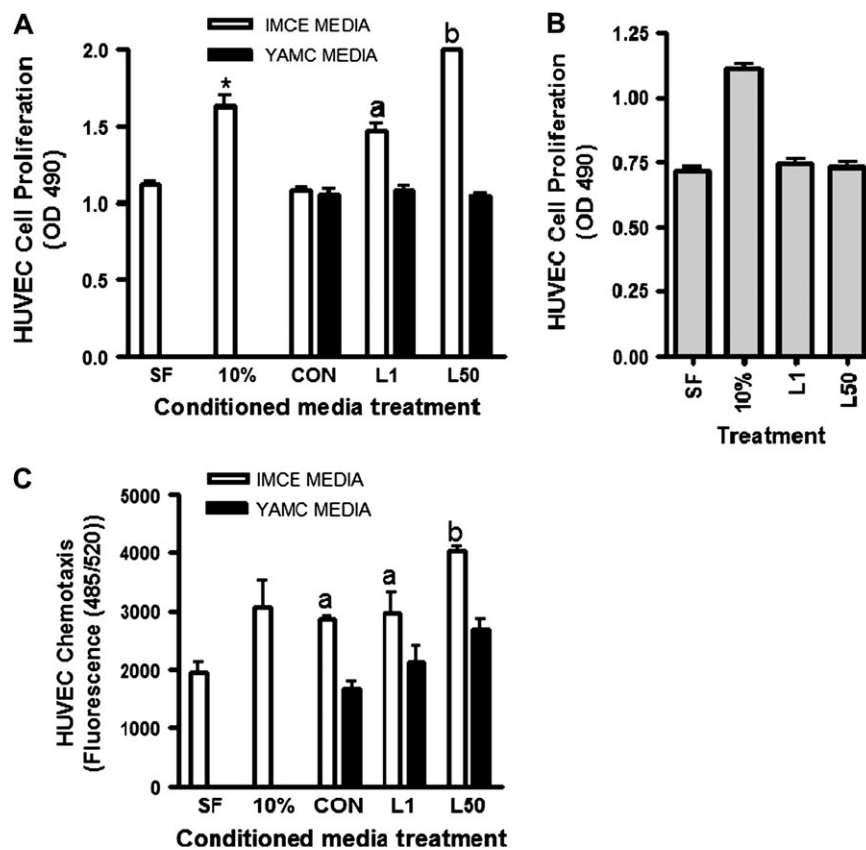 A
IMCE MEDIA
YAMC MEDIA
HUVEC Cell Proliferation
(OD 490)
2.0
1.5
1.0
0.5
0.0
*
a
b
SF 10% CON L1 L50
Conditioned media treatment
B
HUVEC Cell Proliferation
(OD 490)
1.25
1.00
0.75
0.50
0.25
0.00
SF 10% L1 L50
Treatment
C
IMCE MEDIA
YAMC MEDIA
HUVEC Chemotaxis
(Fluorescence (485/520))
5000
4000
3000
2000
1000
0
a
a
b
SF 10% CON L1 L50
Conditioned media treatment